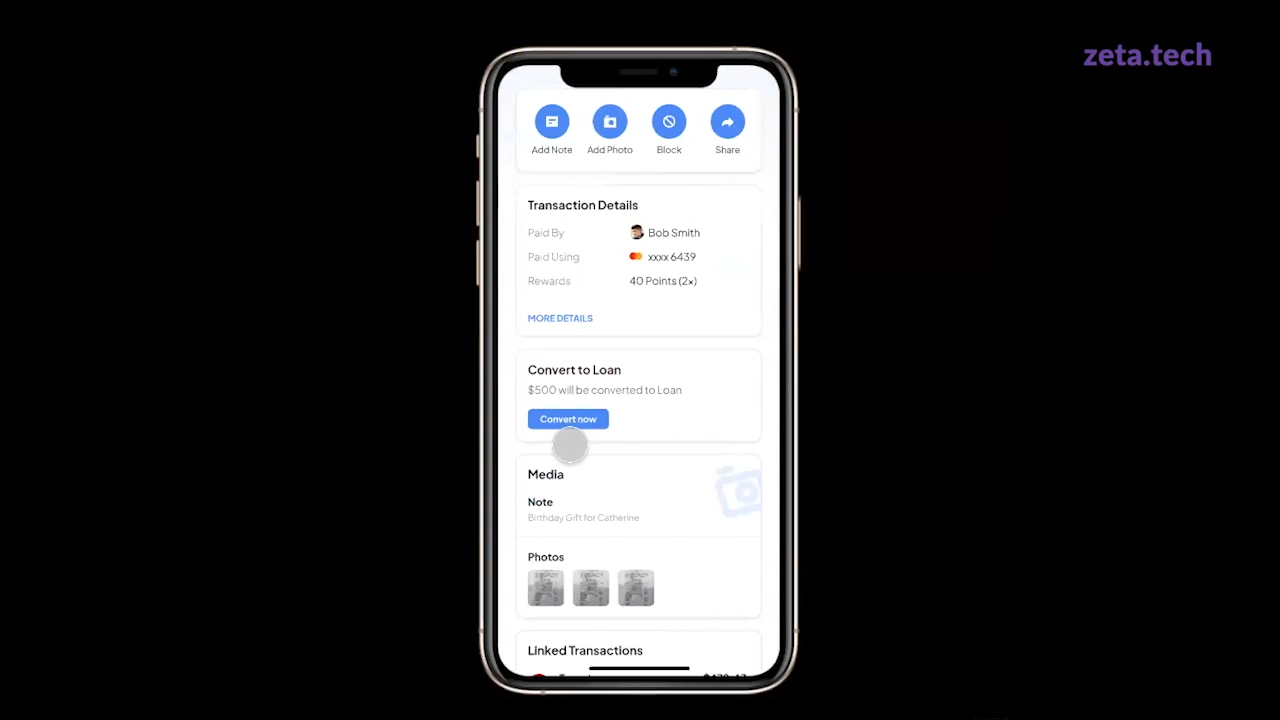 zeta.tech
Add Note
Add Photo
Block
Share
Transaction Details
Paid By
Bob Smith
Paid Using
xxxx 6439
Rewards
40 Points (2x)
MORE DETAILS
Convert to Loan
$500 will be converted to Loan
Convert now
Media
Note
Birthday Gift for Catherine
Photos
Linked Transactions